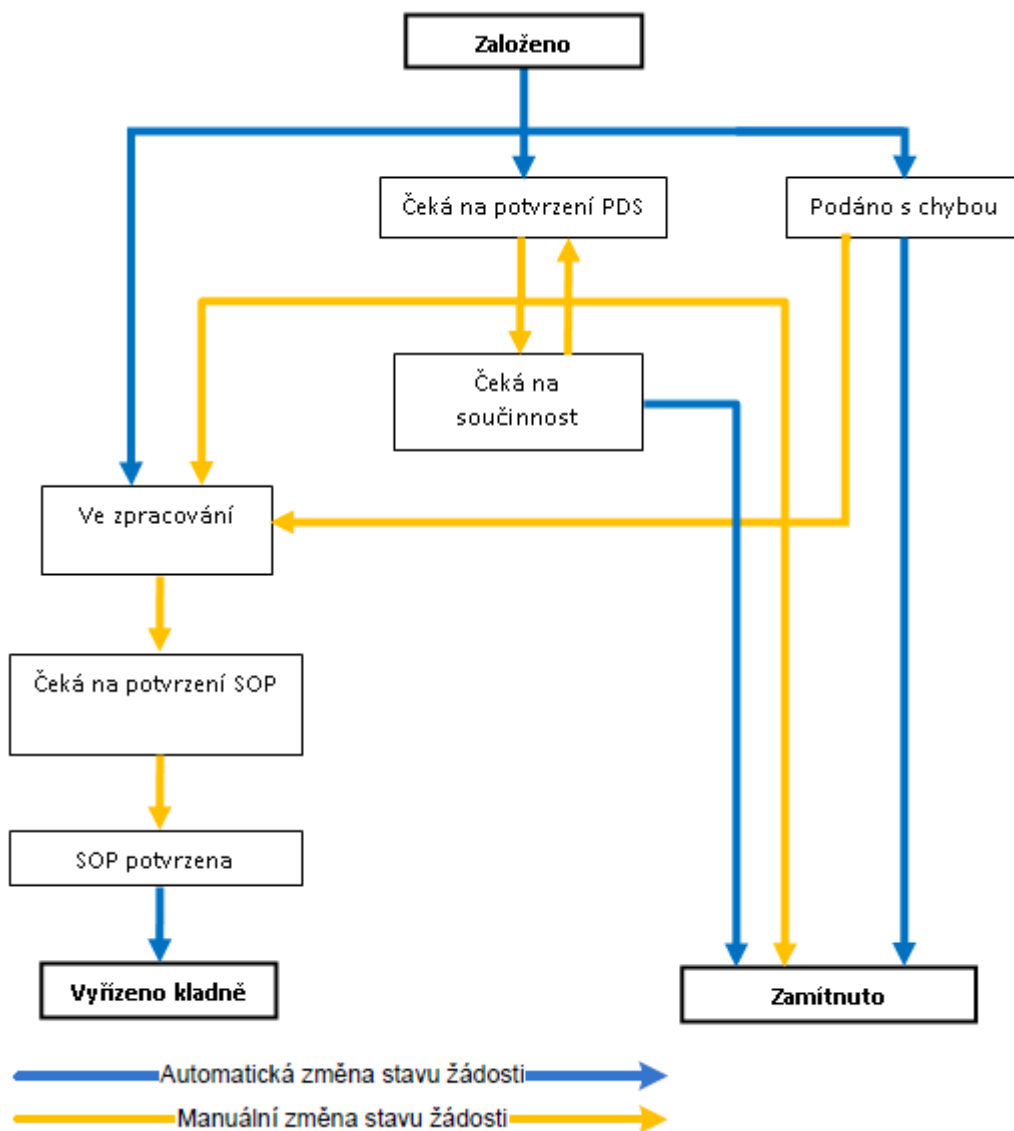 Založeno
Čeká na potvrzení PDS
Podáno s chybou
Čeká na
součinnost
Ve zpracování
Čeká na potvrzení SOP
SOP potvrzena
Vyřízeno kladně
Zamítnuto
Automatická změna stavu žádosti
Manuální změna stavu žádosti